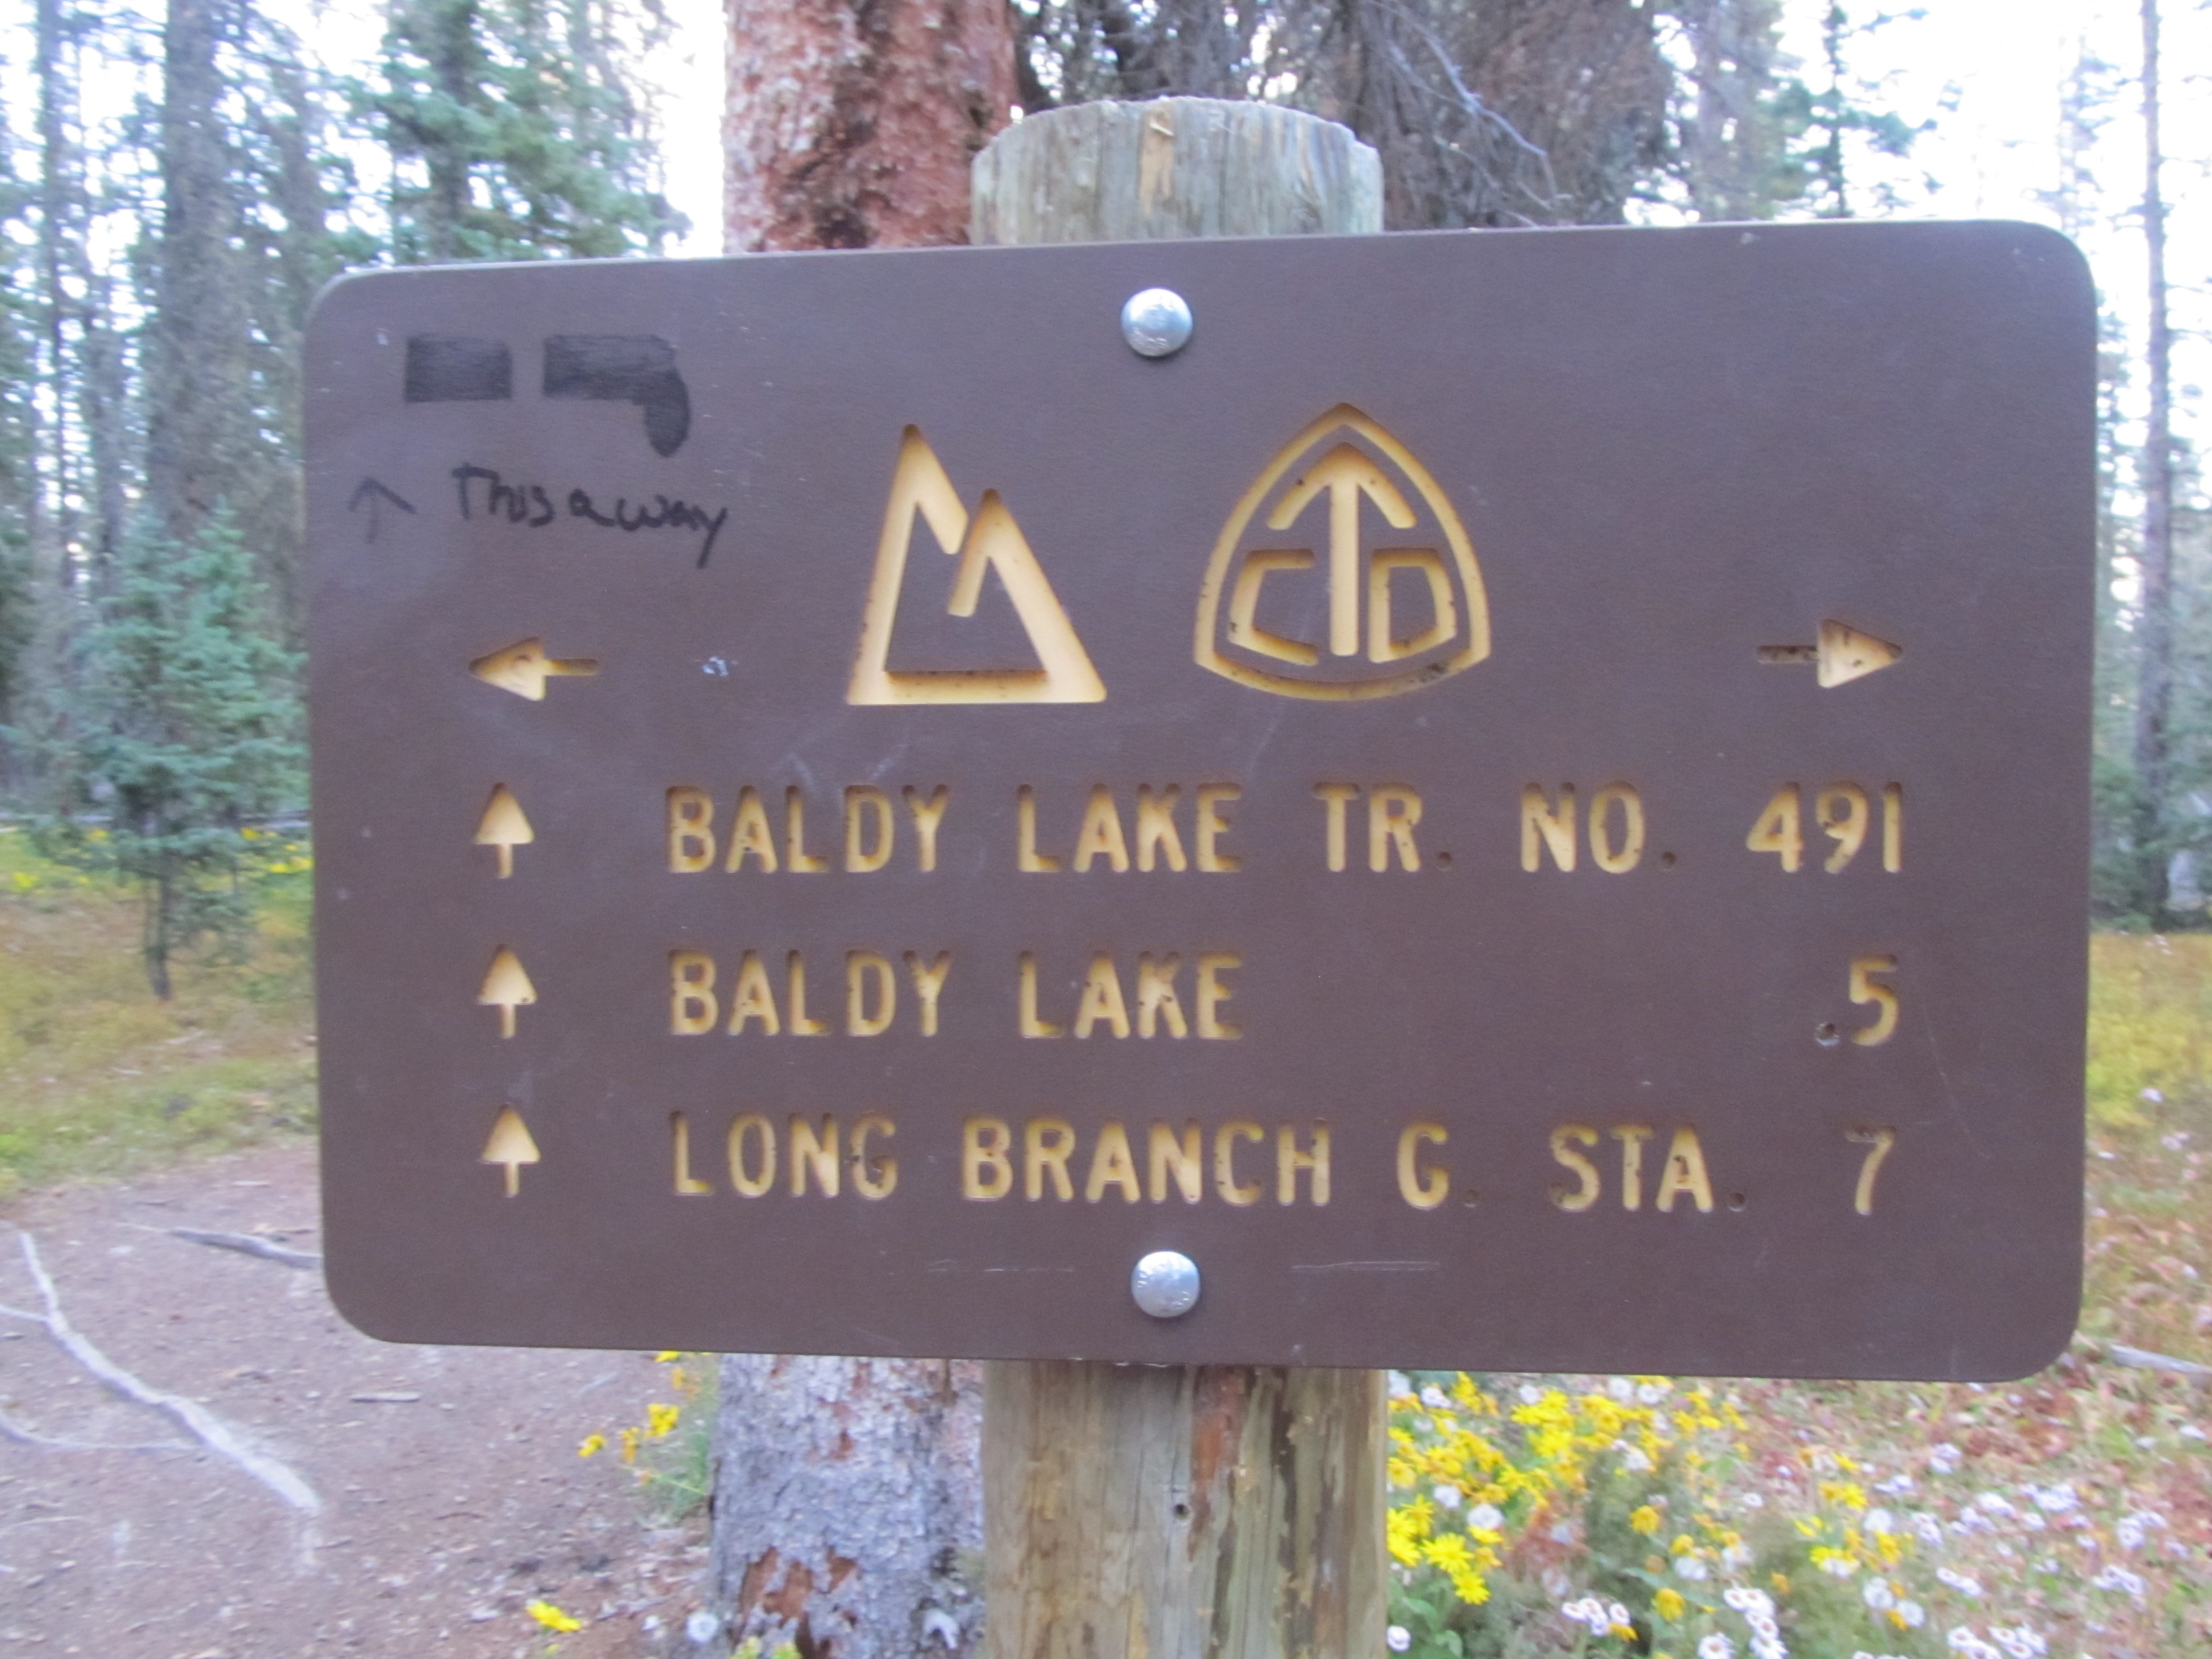 This a way
CTD
BALDY LAKE TR. NO. 491
BALDY LAKE .5
LONG BRANCH G. STA. 7